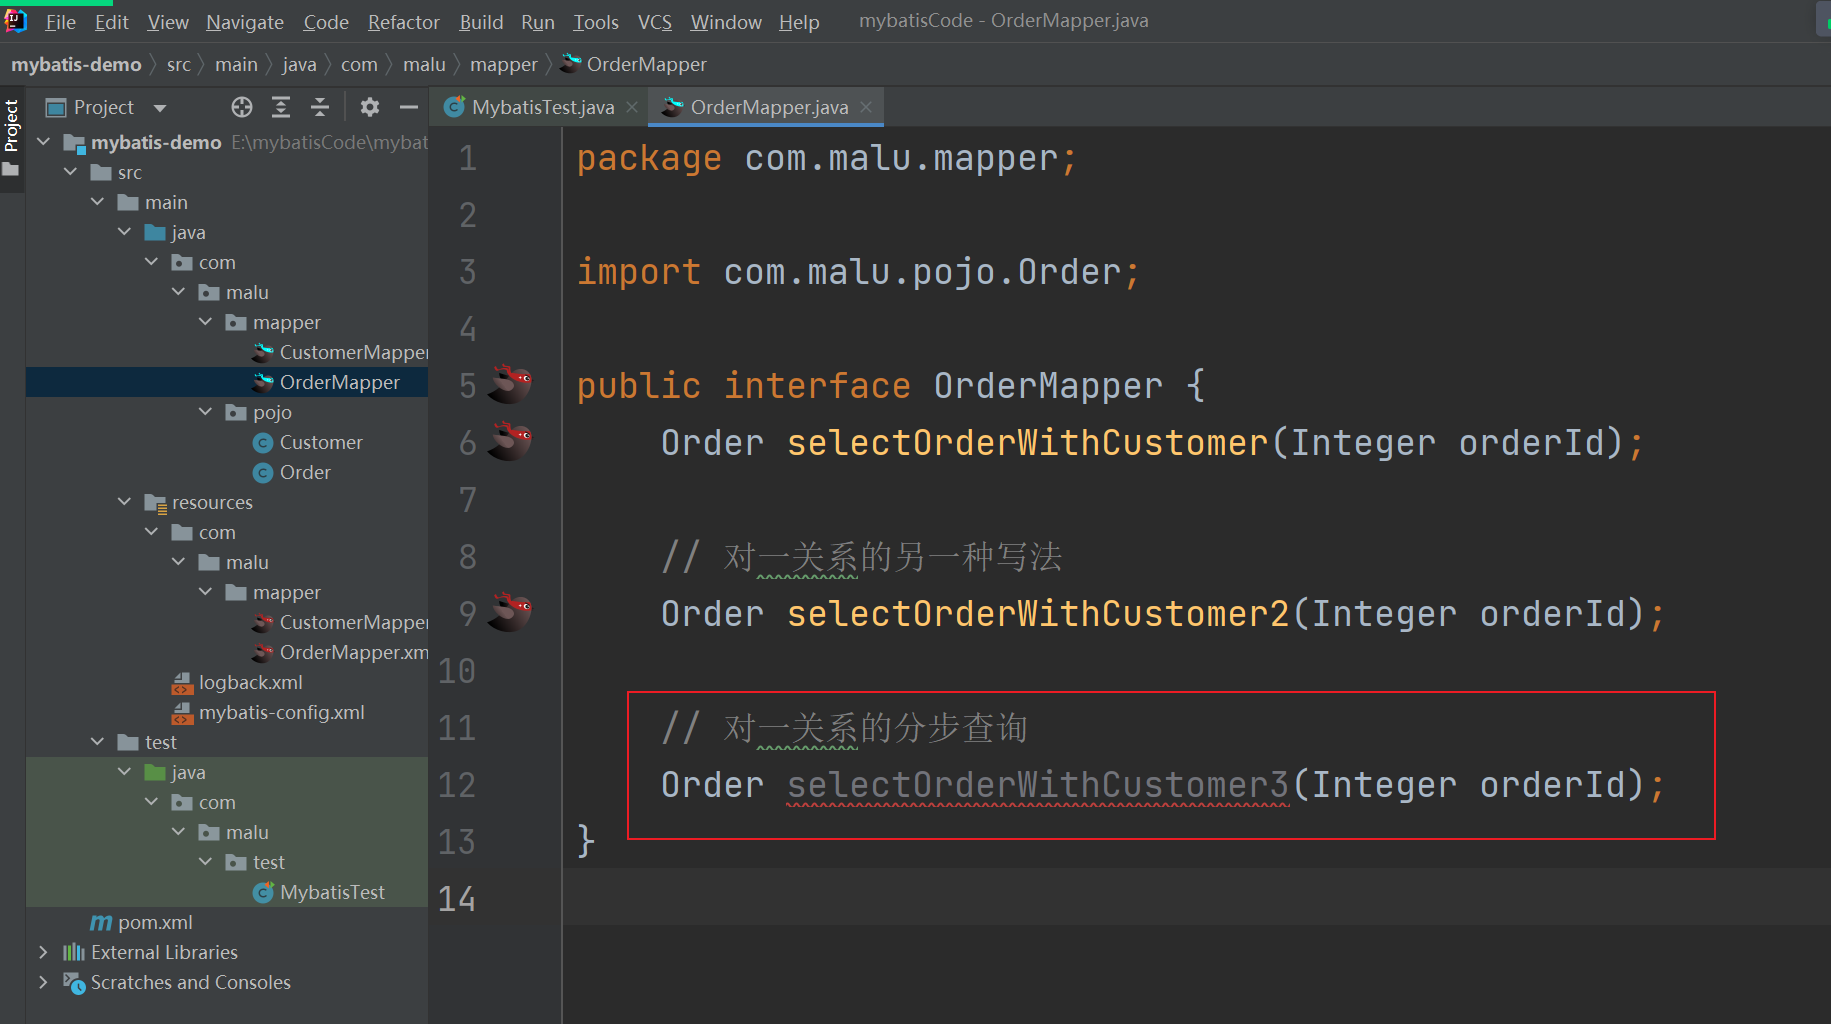 File Edit View Navigate Code Refactor Build Run Tools VCS Window Help mybatisCode - OrderMapper.java
mybatis-demo src main java com malu mapper OrderMapper
Project
Project
MybatisTest.java
OrderMapper.java
mybatis-demo E:\mybatisCode\mybat
src
main
java
com
malu
mapper
CustomerMapper
OrderMapper
pojo
Customer
Order
resources
com
malu
mapper
CustomerMapper
OrderMapper.xm
logback.xml
mybatis-config.xml
test
java
com
malu
test
MybatisTest
pom.xml
External Libraries
Scratches and Consoles
1 package com.malu.mapper;
2
3 import com.malu.pojo.Order;
4
5 public interface OrderMapper {
6 Order selectOrderWithCustomer(Integer orderId);
7
8 // 对一关系的另一种写法
9 Order selectOrderWithCustomer2(Integer orderId);
10
11 // 对一关系的分步查询
12 Order selectOrderWithCustomer3(Integer orderId);
13 }
14